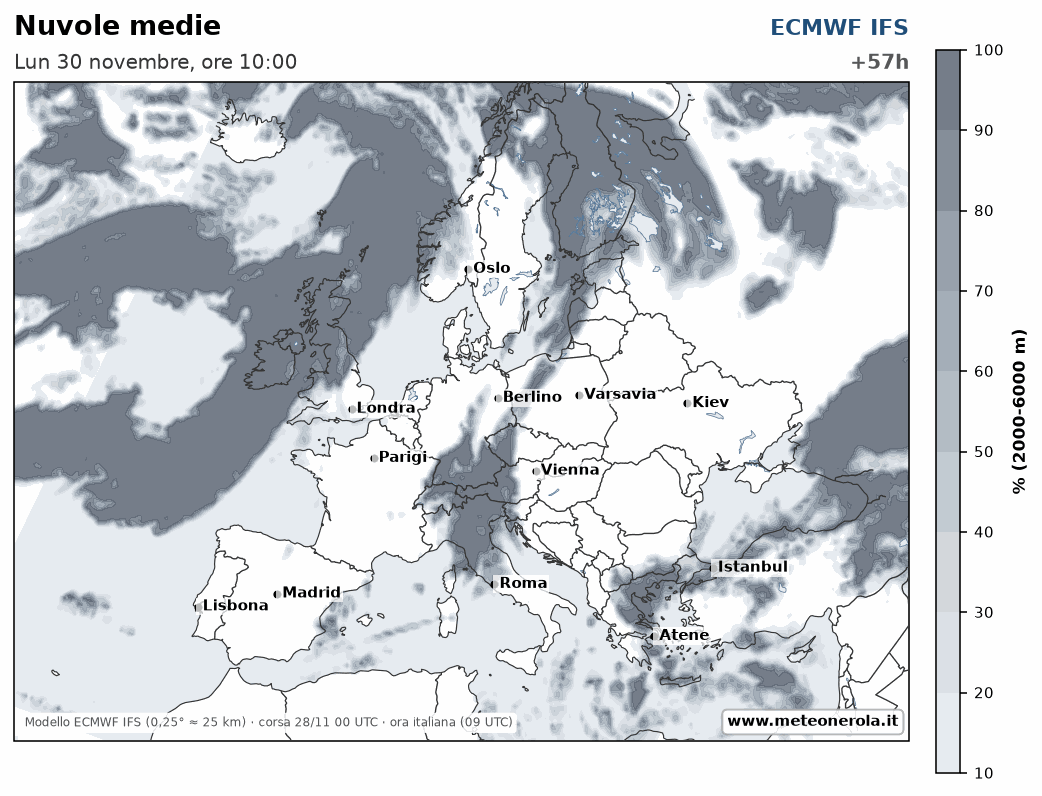 Nuvole medie
ECMWF IFS
Lun 30 novembre, ore 10:00
+57h
100
90
80
70
60
50
40
30
20
10
% (2000-6000 m)
Oslo
Berlino
Varsavia
Kiev
Londra
Parigi
Vienna
Istanbul
Roma
Madrid
Lisbona
Atene
Modello ECMWF IFS (0,25° ≈ 25 km) · corsa 28/11 00 UTC · ora italiana (09 UTC)
www.meteonerola.it